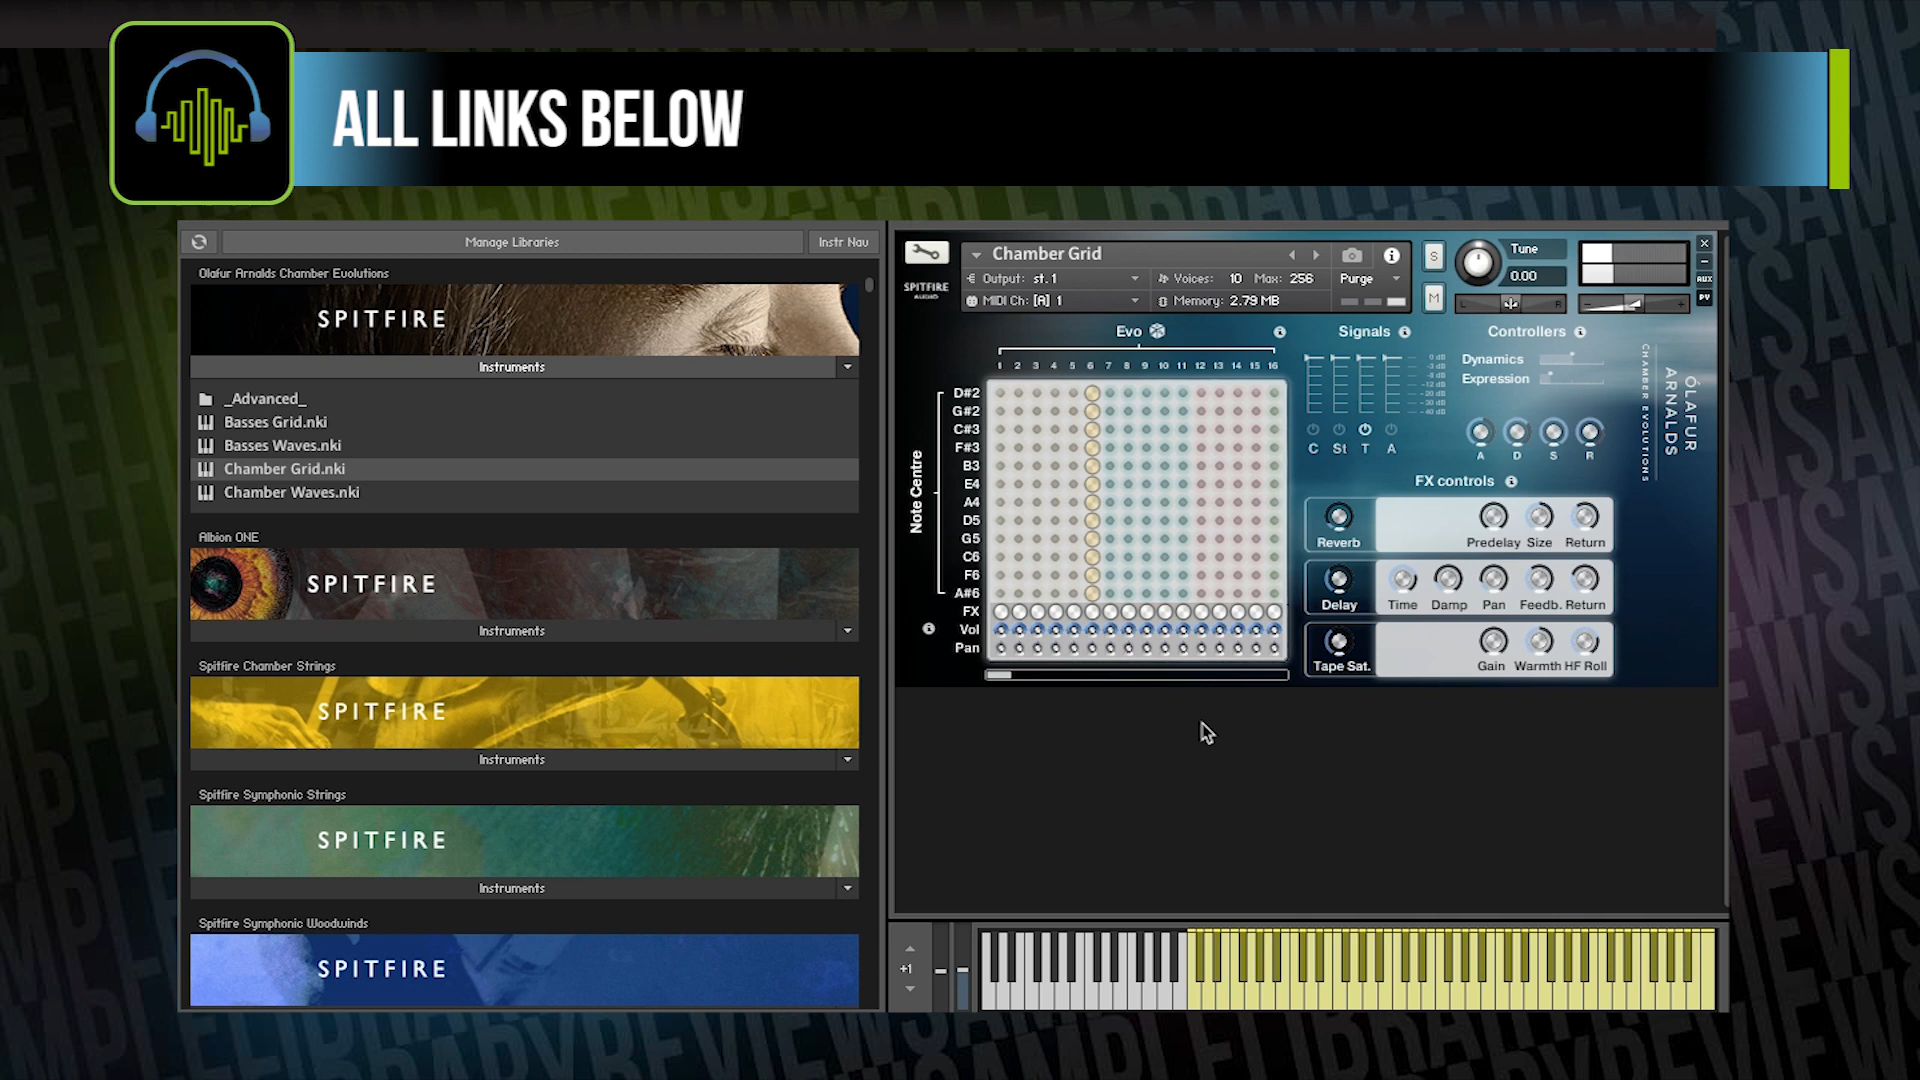 ALL LINKS BELOW
Manage Libraries
Instr Nav
Olafur Arnalds Chamber Evolutions
SPITFIRE
Instruments
_Advanced_
Basses Grid.nki
Basses Waves.nki
Chamber Grid.nki
Chamber Waves.nki
Albion ONE
SPITFIRE
Instruments
Spitfire Chamber Strings
SPITFIRE
Instruments
Spitfire Symphonic Strings
SPITFIRE
Instruments
Spitfire Symphonic Woodwinds
SPITFIRE
SPITFIRE
AUDIO
Chamber Grid
Output: st. 1
Voices: 10 Max: 256
Purge
MIDI Ch: [A] 1
Memory: 2.79 MB
S
M
Tune
0.00
L R
AUX
PV
Evo
Signals
Controllers
1 2 3 4 5 6 7 8 9 10 11 12 13 14 15 16
Dynamics
Expression
Note Centre
D#2
G#2
C#3
F#3
B3
E4
A4
D5
G5
C6
F6
A#6
FX
Vol
Pan
C St T A
A D S R
FX controls
Reverb
Predelay Size Return
Delay
Time Damp Pan Feedb. Return
Tape Sat.
Gain Warmth HF Roll
ÓLAFUR
ARNALDS
CHAMBER EVOLUTIONS
+1
SAMPLELIBRARYREVIEW